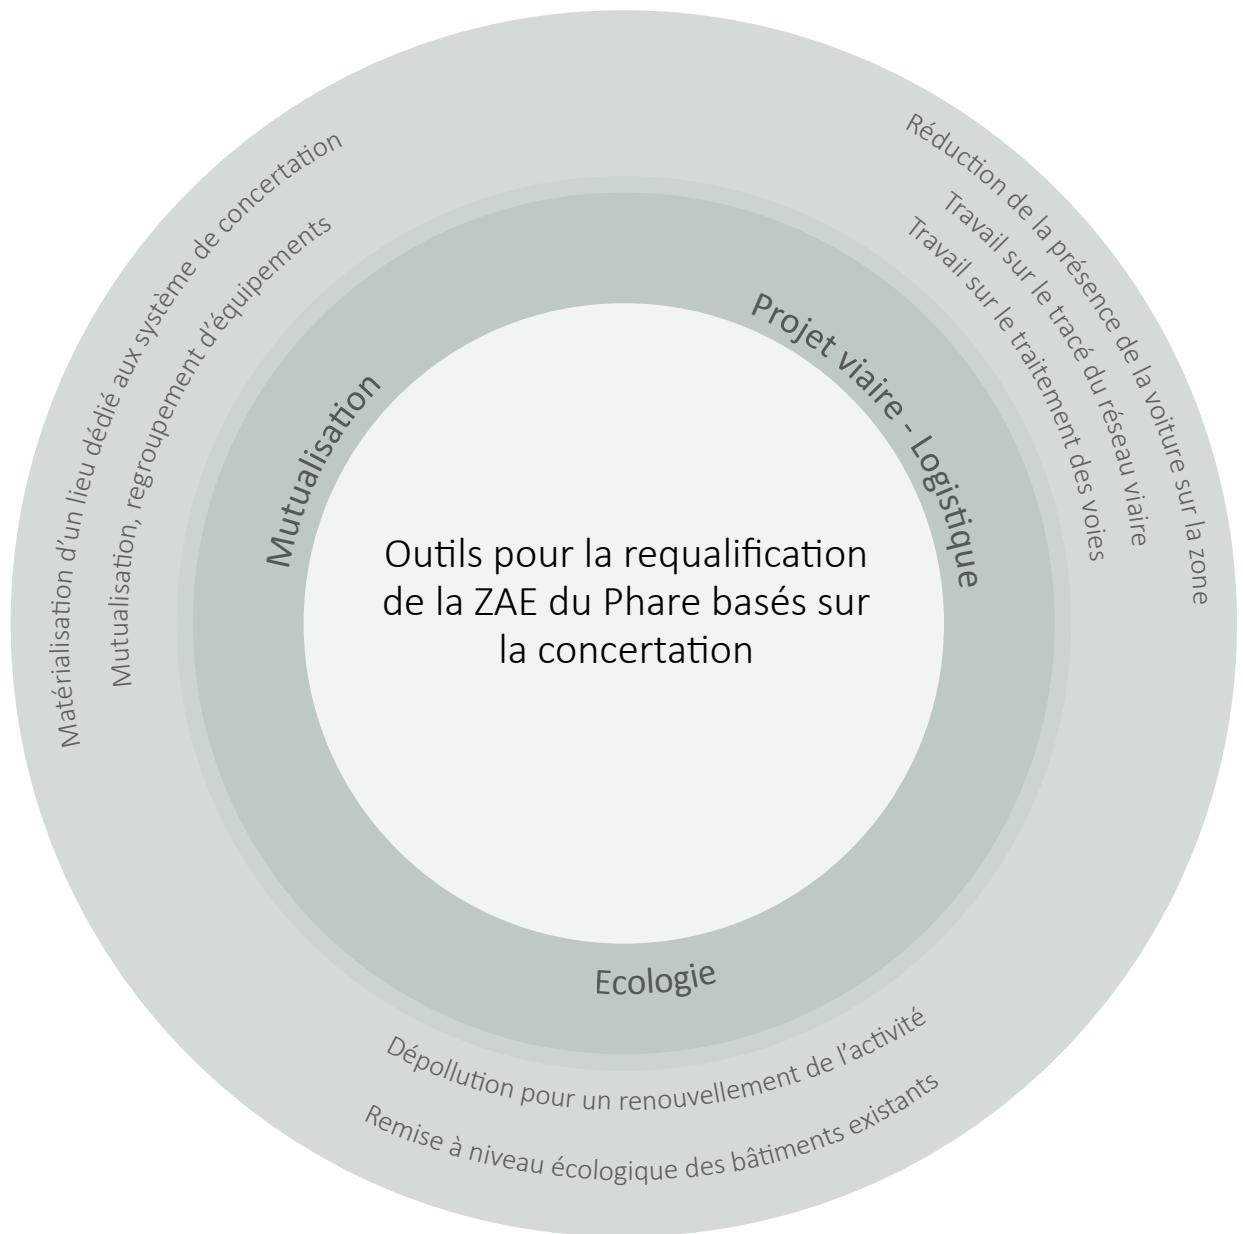 Outils pour la requalification
de la ZAE du Phare basés sur
la concertation
Mutualisation
Matérialisation d'un lieu dédié aux système de concertation
Mutualisation, regroupement d'équipements
Projet viaire - Logistique
Réduction de la présence de la voiture sur la zone
Travail sur le tracé du réseau viaire
Travail sur le traitement des voies
Ecologie
Dépollution pour un renouvellement de l'activité
Remise à niveau écologique des bâtiments existants